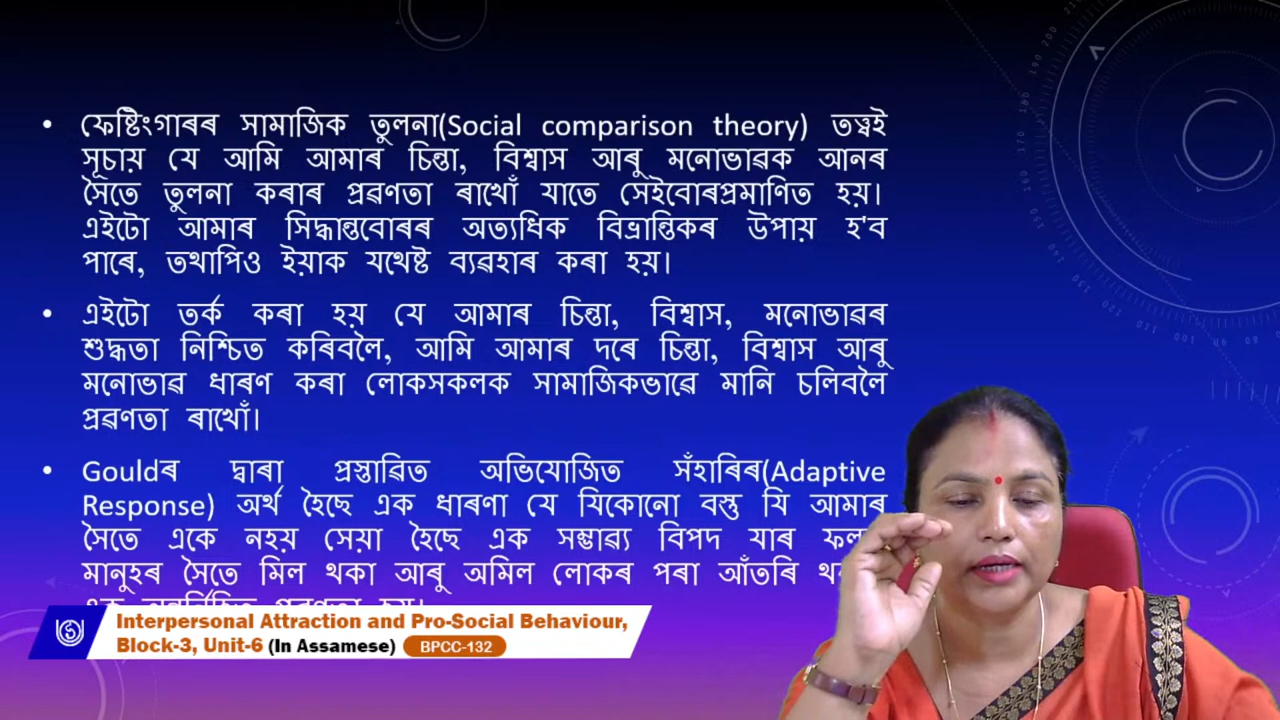 • ফেষ্টিংগাৰৰ সামাজিক তুলনা(Social comparison theory) তত্ত্বই
সূচায় যে আমি আমাৰ চিন্তা, বিশ্বাস আৰু মনোভাৱক আনৰ
সৈতে তুলনা কৰাৰ প্ৰৱণতা ৰাখোঁ যাতে সেইবোৰপ্ৰমাণিত হয়।
এইটো আমাৰ সিদ্ধান্তবোৰৰ অত্যধিক বিভ্ৰান্তিকৰ উপায় হ'ব
পাৰে, তথাপিও ইয়াক যথেষ্ট ব্যৱহাৰ কৰা হয়।
• এইটো তৰ্ক কৰা হয় যে আমাৰ চিন্তা, বিশ্বাস, মনোভাৱৰ
শুদ্ধতা নিশ্চিত কৰিবলৈ, আমি আমাৰ দৰে চিন্তা, বিশ্বাস আৰু
মনোভাৱ ধাৰণ কৰা লোকসকলক সামাজিকভাৱে মানি চলিবলৈ
প্ৰৱণতা ৰাখোঁ।
• Gouldৰ দ্বাৰা প্ৰস্তাৱিত অভিযোজিত সঁহাৰিৰ(Adaptive
Response) অৰ্থ হৈছে এক ধাৰণা যে যিকোনো বস্তু যি আমাৰ
সৈতে একে নহয় সেয়া হৈছে এক সম্ভাৱ্য বিপদ যাৰ
মানুহৰ সৈতে মিল থকা আৰু অমিল লোকৰ পৰা আঁতৰি
Interpersonal Attraction and Pro-Social Behaviour,
Block-3, Unit-6 (In Assamese) BPCC-132